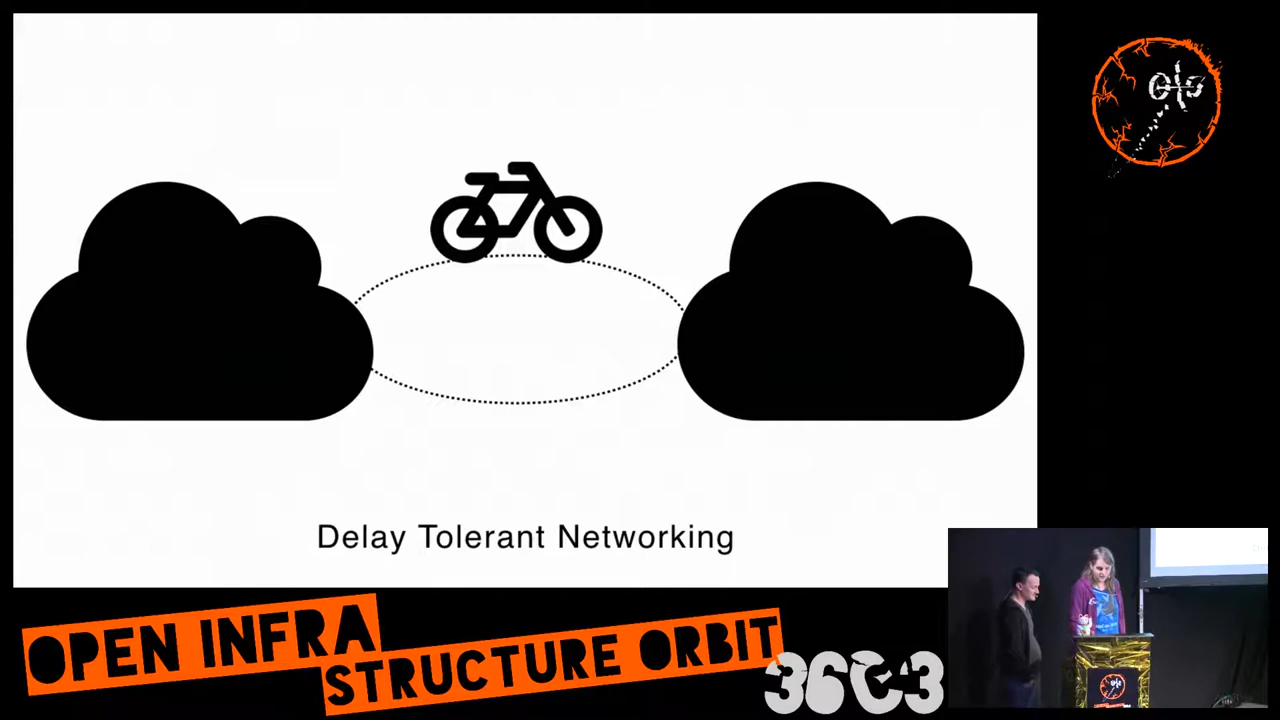 Delay Tolerant Networking
OPEN INFRA
STRUCTURE ORBIT
36C3